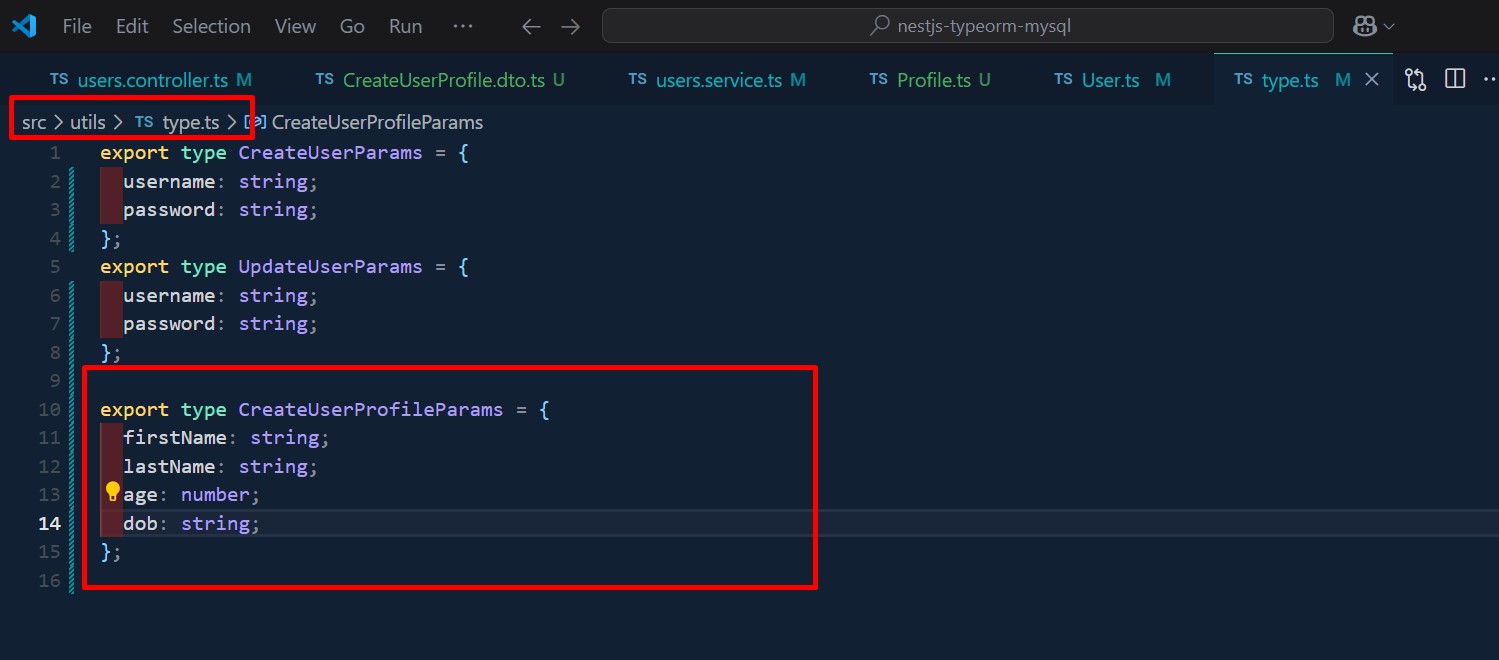 File Edit Selection View Go Run ··· ← → nestjs-typeorm-mysql
TS users.controller.ts M TS CreateUserProfile.dto.ts U TS users.service.ts M TS Profile.ts U TS User.ts M TS type.ts M
src > utils > TS type.ts > CreateUserProfileParams
1 export type CreateUserParams = {
2 username: string;
3 password: string;
4 };
5 export type UpdateUserParams = {
6 username: string;
7 password: string;
8 };
9
10 export type CreateUserProfileParams = {
11 firstName: string;
12 lastName: string;
13 age: number;
14 dob: string;
15 };
16